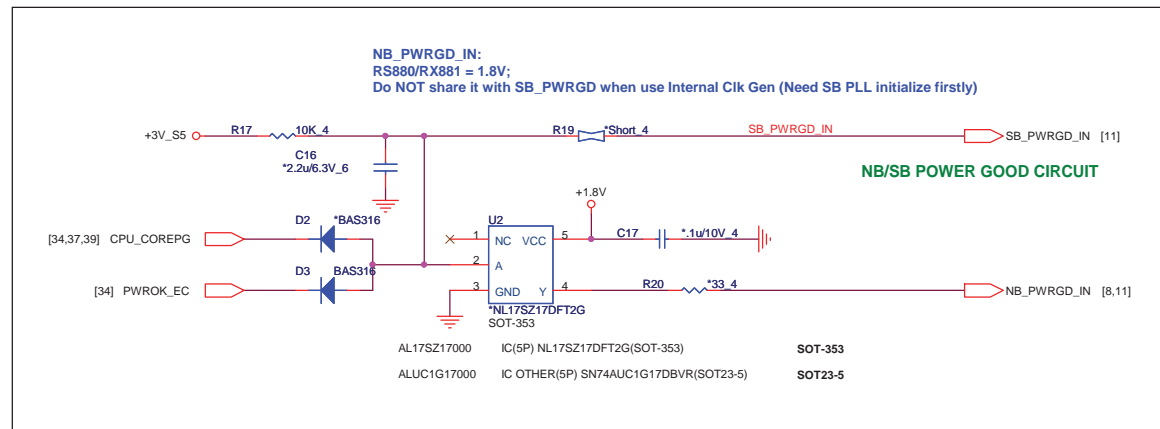 NB_PWRGD_IN:
RS880/RX881 = 1.8V;
Do NOT share it with SB_PWRGD when use Internal Clk Gen (Need SB PLL initialize firstly)
+3V_S5 R17 10K_4 R19 *Short_4 SB_PWRGD_IN SB_PWRGD_IN [11]
C16
*2.2u/6.3V_6
NB/SB POWER GOOD CIRCUIT
+1.8V
D2 *BAS316 U2 C17 *.1u/10V_4
[34,37,39] CPU_COREPG 1 NC VCC 5
2 A
D3 BAS316
[34] PWROK_EC 3 GND Y 4 R20 *33_4 NB_PWRGD_IN [8,11]
*NL17SZ17DFT2G
SOT-353
AL17SZ17000 IC(5P) NL17SZ17DFT2G(SOT-353) SOT-353
ALUC1G17000 IC OTHER(5P) SN74AUC1G17DBVR(SOT23-5) SOT23-5